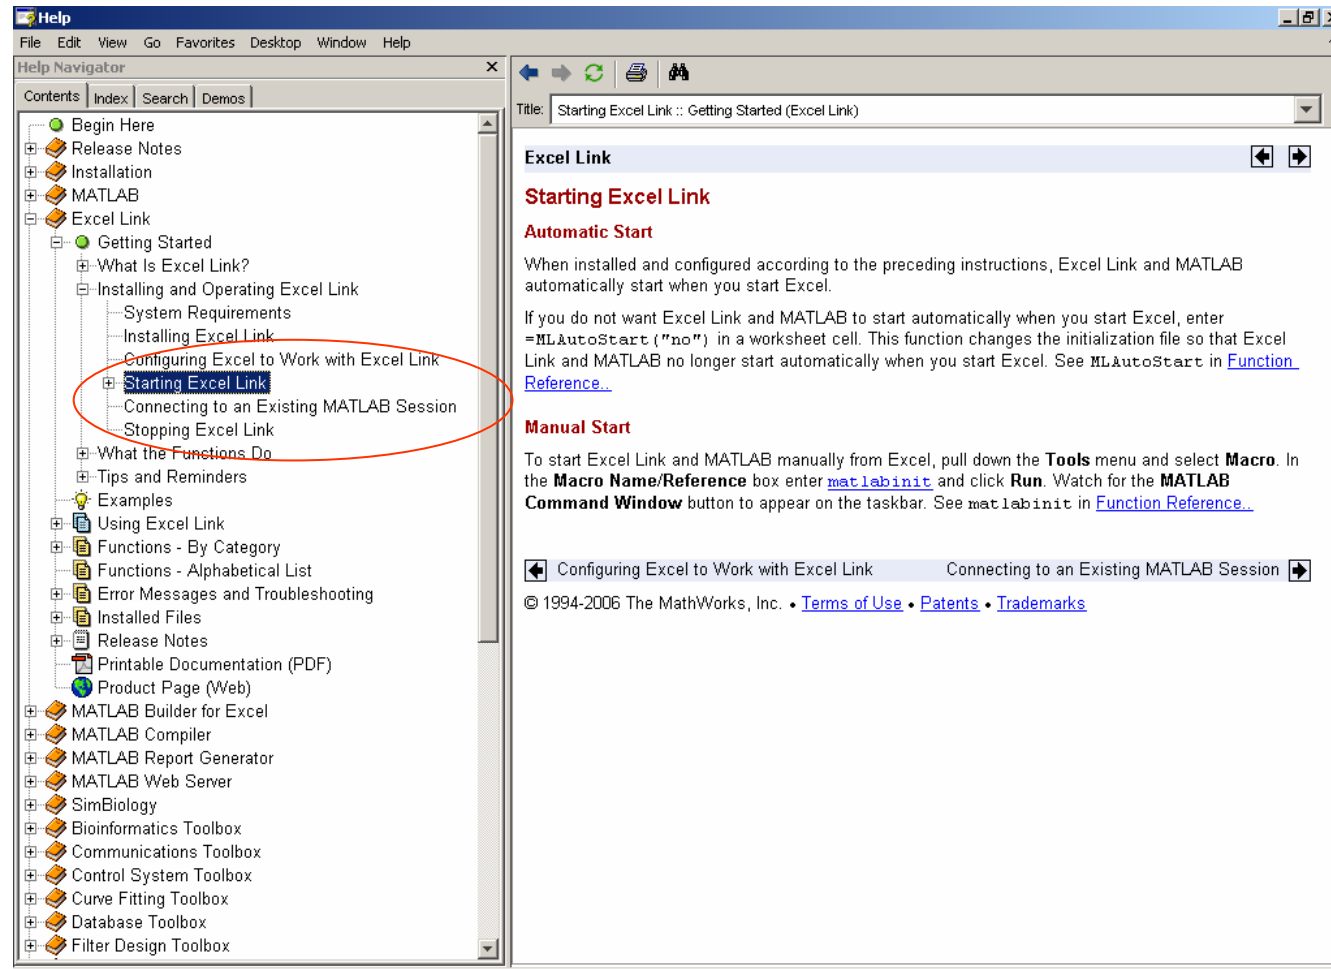 Help
File Edit View Go Favorites Desktop Window Help
Help Navigator
Contents Index Search Demos
Begin Here
Release Notes
Installation
MATLAB
Excel Link
Getting Started
What Is Excel Link?
Installing and Operating Excel Link
System Requirements
Installing Excel Link
Configuring Excel to Work with Excel Link
Starting Excel Link
Connecting to an Existing MATLAB Session
Stopping Excel Link
What the Functions Do
Tips and Reminders
Examples
Using Excel Link
Functions - By Category
Functions - Alphabetical List
Error Messages and Troubleshooting
Installed Files
Release Notes
Printable Documentation (PDF)
Product Page (Web)
MATLAB Builder for Excel
MATLAB Compiler
MATLAB Report Generator
MATLAB Web Server
SimBiology
Bioinformatics Toolbox
Communications Toolbox
Control System Toolbox
Curve Fitting Toolbox
Database Toolbox
Filter Design Toolbox
Title: Starting Excel Link :: Getting Started (Excel Link)
Excel Link
Starting Excel Link
Automatic Start
When installed and configured according to the preceding instructions, Excel Link and MATLAB
automatically start when you start Excel.
If you do not want Excel Link and MATLAB to start automatically when you start Excel, enter
=MLAutoStart("no") in a worksheet cell. This function changes the initialization file so that Excel
Link and MATLAB no longer start automatically when you start Excel. See MLAutoStart in Function
Reference..
Manual Start
To start Excel Link and MATLAB manually from Excel, pull down the Tools menu and select Macro. In
the Macro Name/Reference box enter matlabinit and click Run. Watch for the MATLAB
Command Window button to appear on the taskbar. See matlabinit in Function Reference..
Configuring Excel to Work with Excel Link Connecting to an Existing MATLAB Session
© 1994-2006 The MathWorks, Inc. • Terms of Use • Patents • Trademarks